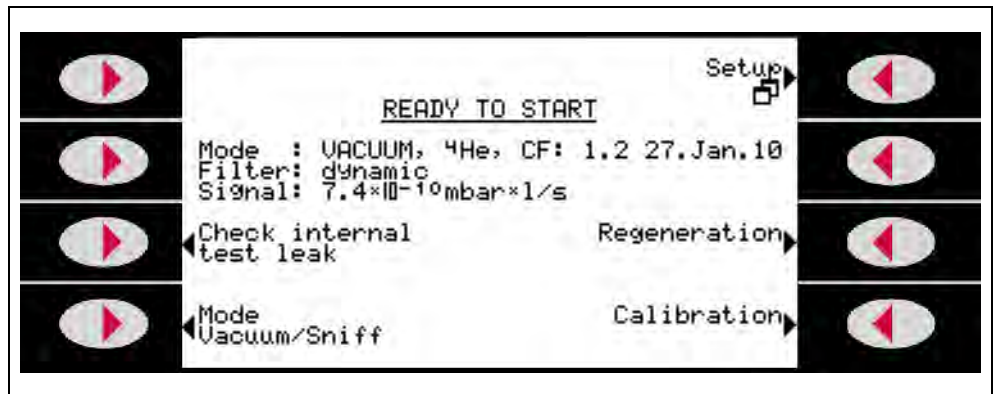 Setup
READY TO START
Mode : VACUUM, ⁴He, CF: 1.2 27.Jan.10
Filter: dynamic
Signal: 7.4×10⁻¹⁰mbar×l/s
Check internal
test leak
Regeneration
Mode
Vacuum/Sniff
Calibration